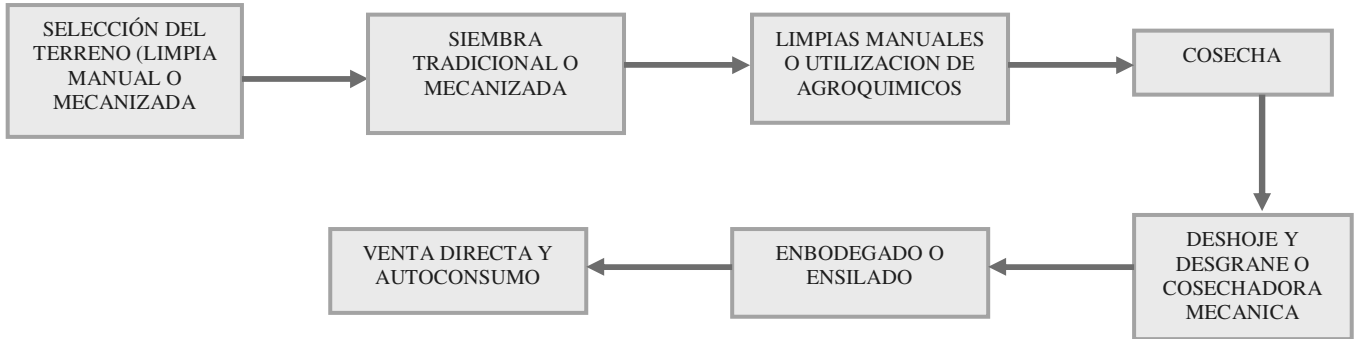 SELECCIÓN DEL
TERRENO (LIMPIA
MANUAL O
MECANIZADA
SIEMBRA
TRADICIONAL O
MECANIZADA
LIMPIAS MANUALES
O UTILIZACION DE
AGROQUIMICOS
COSECHA
DESHOJE Y
DESGRANE O
COSECHADORA
MECANICA
ENBODEGADO O
ENSILADO
VENTA DIRECTA Y
AUTOCONSUMO